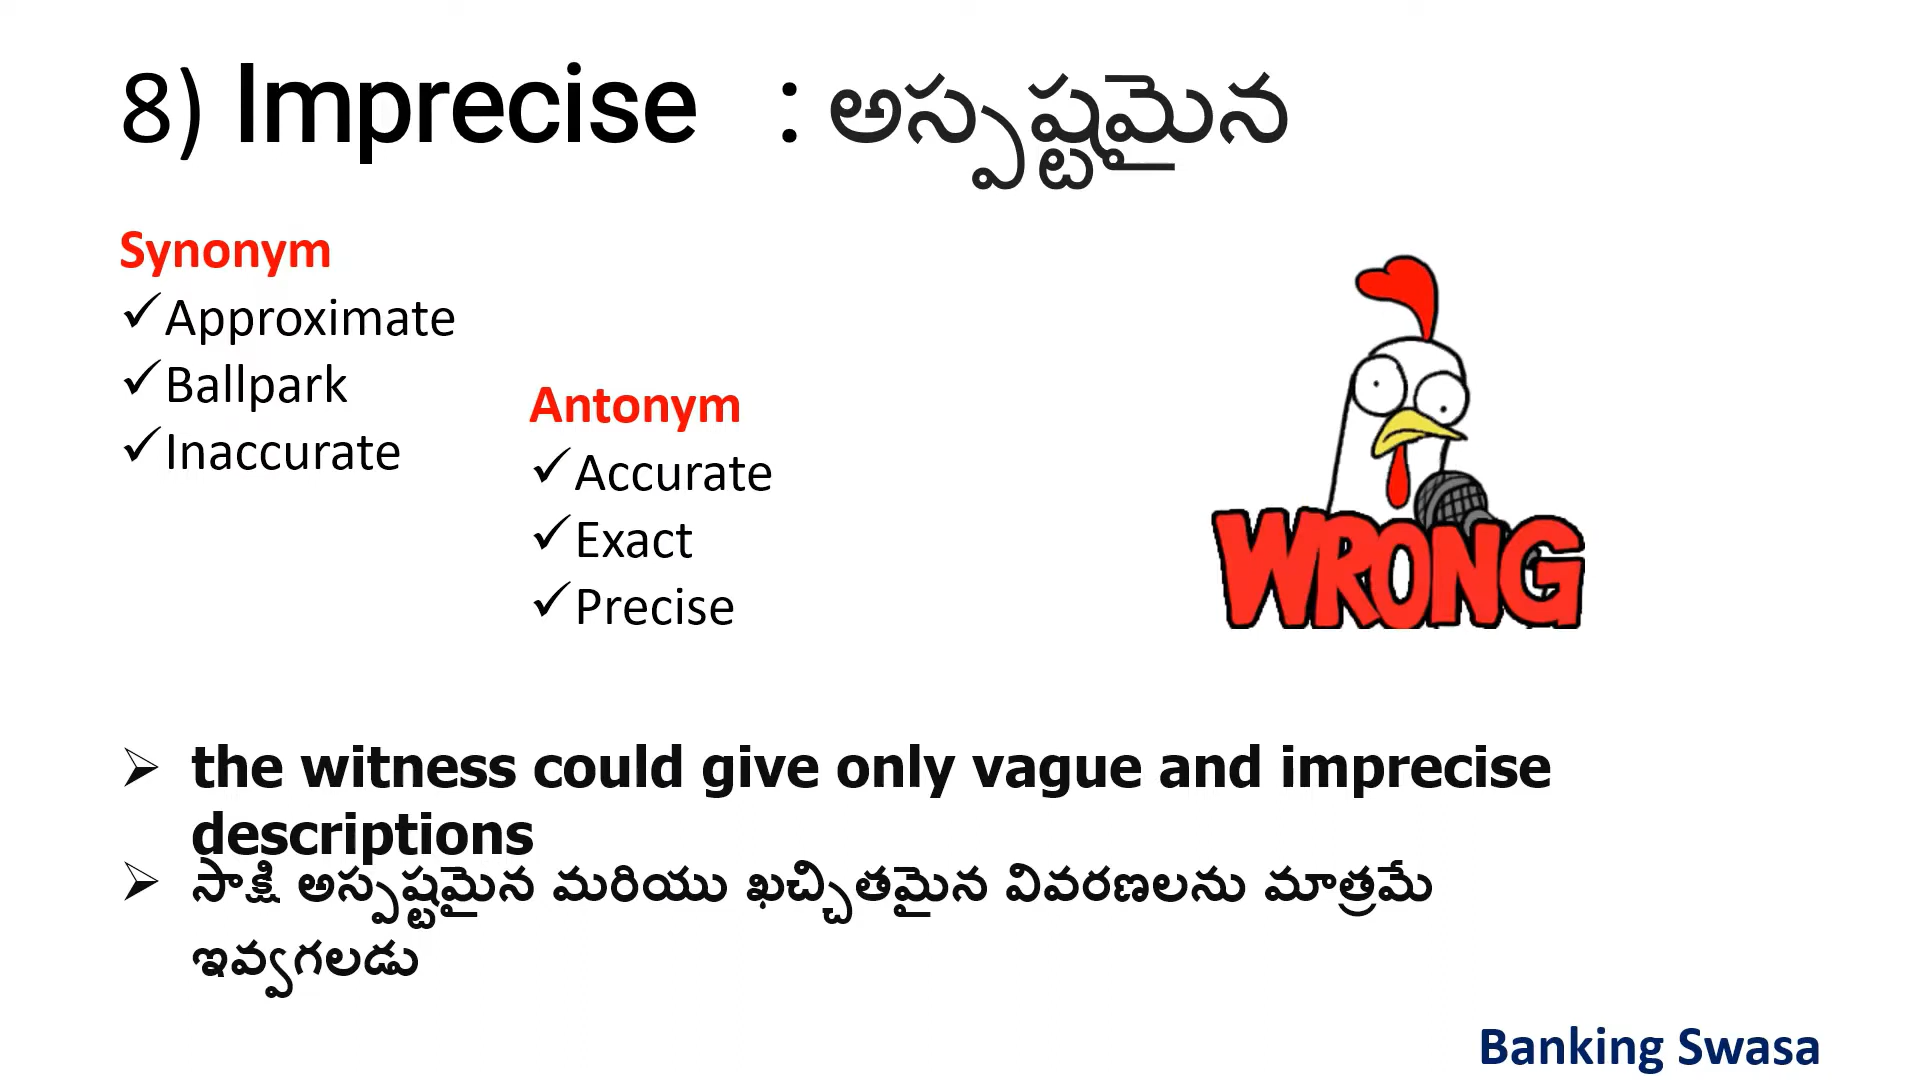 8) Imprecise : అస్పష్టమైన
Synonym
✓Approximate
✓Ballpark
✓Inaccurate
Antonym
✓Accurate
✓Exact
✓Precise
WRONG
➢ the witness could give only vague and imprecise
descriptions
➢ సాక్షి అస్పష్టమైన మరియు ఖచ్చితమైన వివరణలను మాత్రమే
ఇవ్వగలడు
Banking Swasa